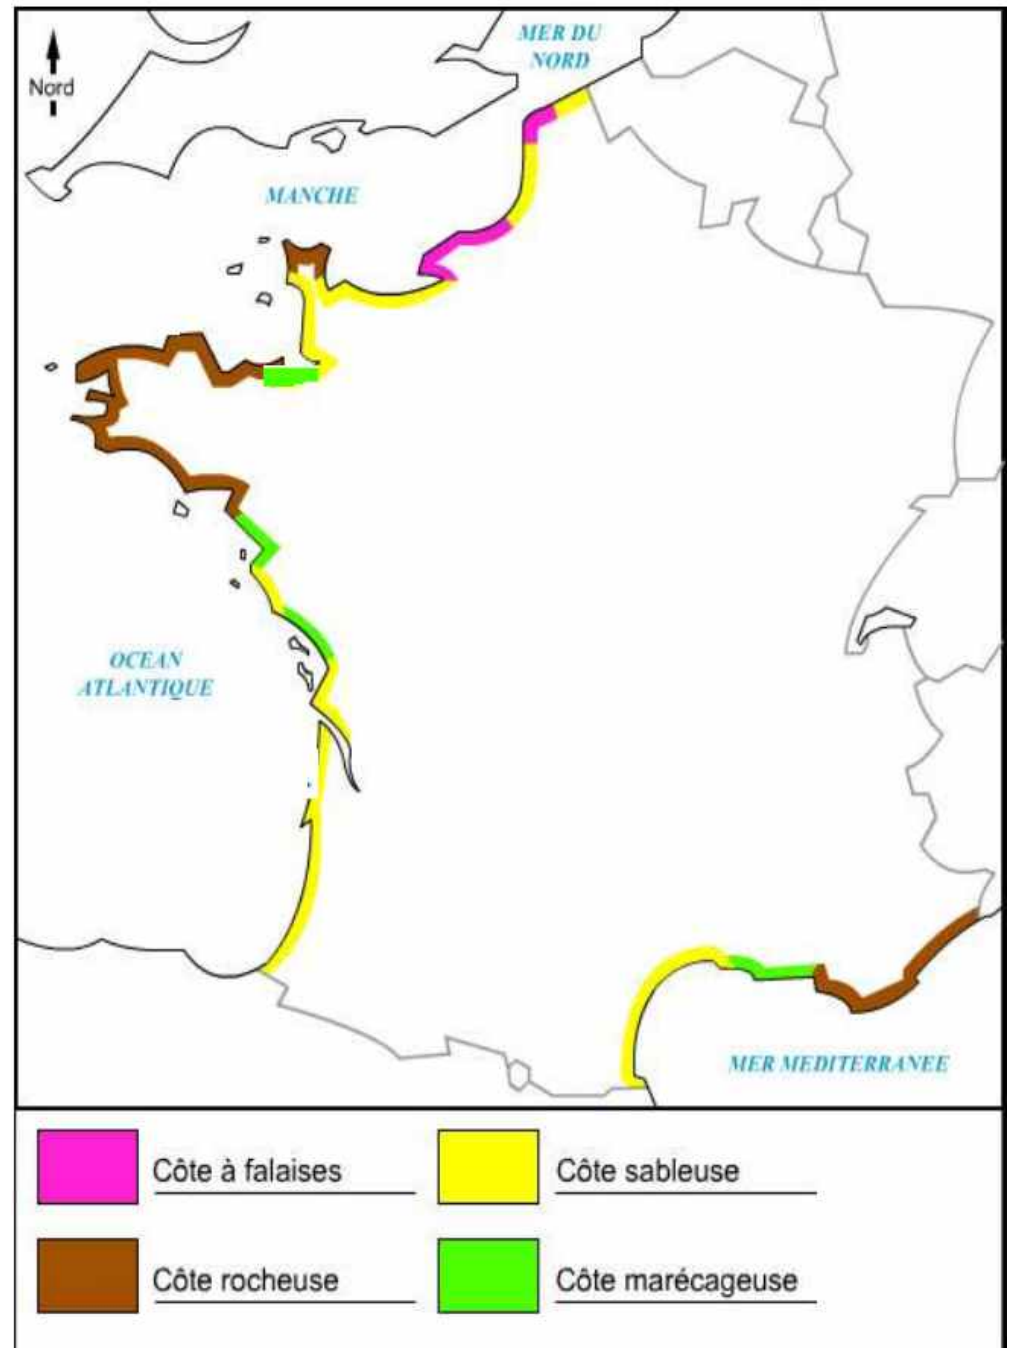 MER DU
NORD
Nord
MANCHE
OCEAN
ATLANTIQUE
MER MEDITERRANEE
Côte à falaises
Côte sableuse
Côte rocheuse
Côte marécageuse